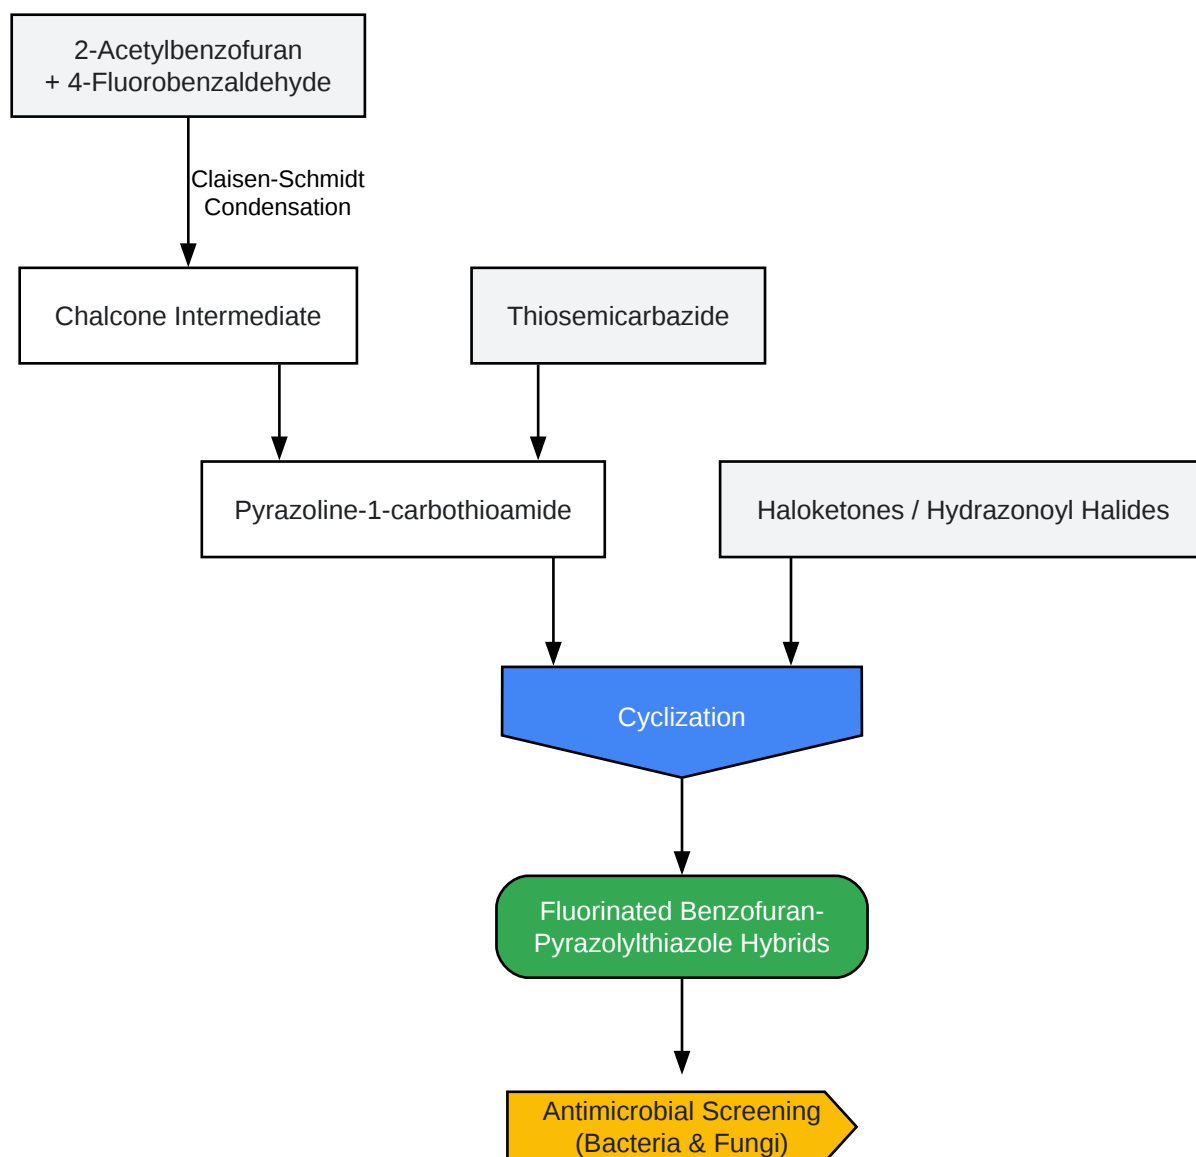 2-Acetylbenzofuran
+ 4-Fluorobenzaldehyde
Claisen-Schmidt
Condensation
Chalcone Intermediate
Thiosemicarbazide
Pyrazoline-1-carbothioamide
Haloketones / Hydrazonoyl Halides
Cyclization
Fluorinated Benzofuran-
Pyrazolylthiazole Hybrids
Antimicrobial Screening
(Bacteria & Fungi)